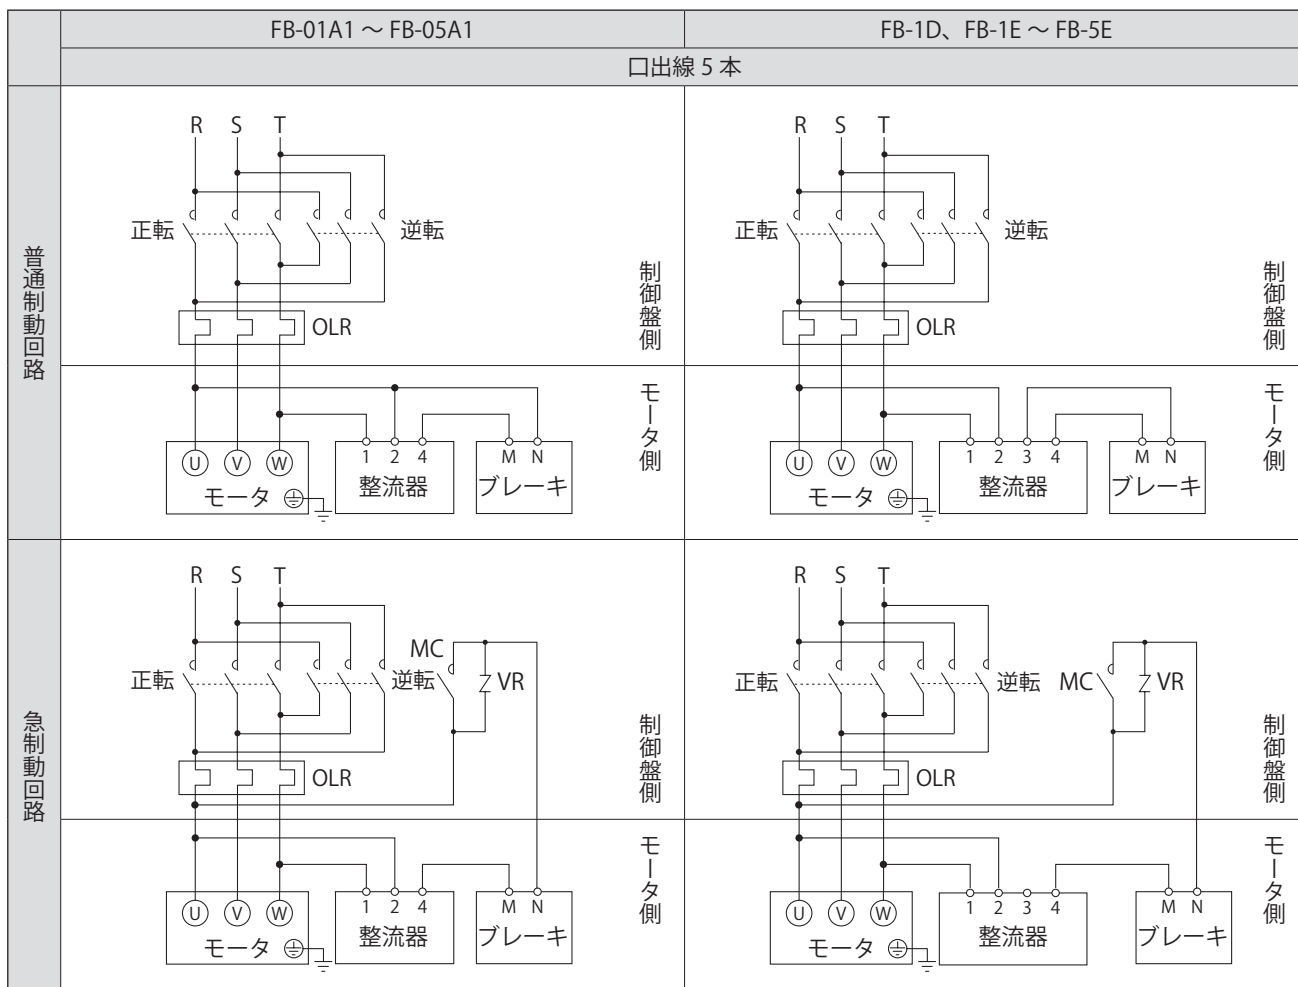 FB-01A1 ～ FB-05A1
FB-1D、FB-1E ～ FB-5E
口出線 5 本
普通制動回路
R S T
正転
逆転
OLR
制御盤側
モータ側
U V W
モータ
1 2 4
整流器
M N
ブレーキ
R S T
正転
逆転
OLR
制御盤側
モータ側
U V W
モータ
1 2 3 4
整流器
M N
ブレーキ
急制動回路
R S T
正転
逆転
MC
VR
OLR
制御盤側
モータ側
U V W
モータ
1 2 4
整流器
M N
ブレーキ
R S T
正転
逆転
MC
VR
OLR
制御盤側
モータ側
U V W
モータ
1 2 3 4
整流器
M N
ブレーキ